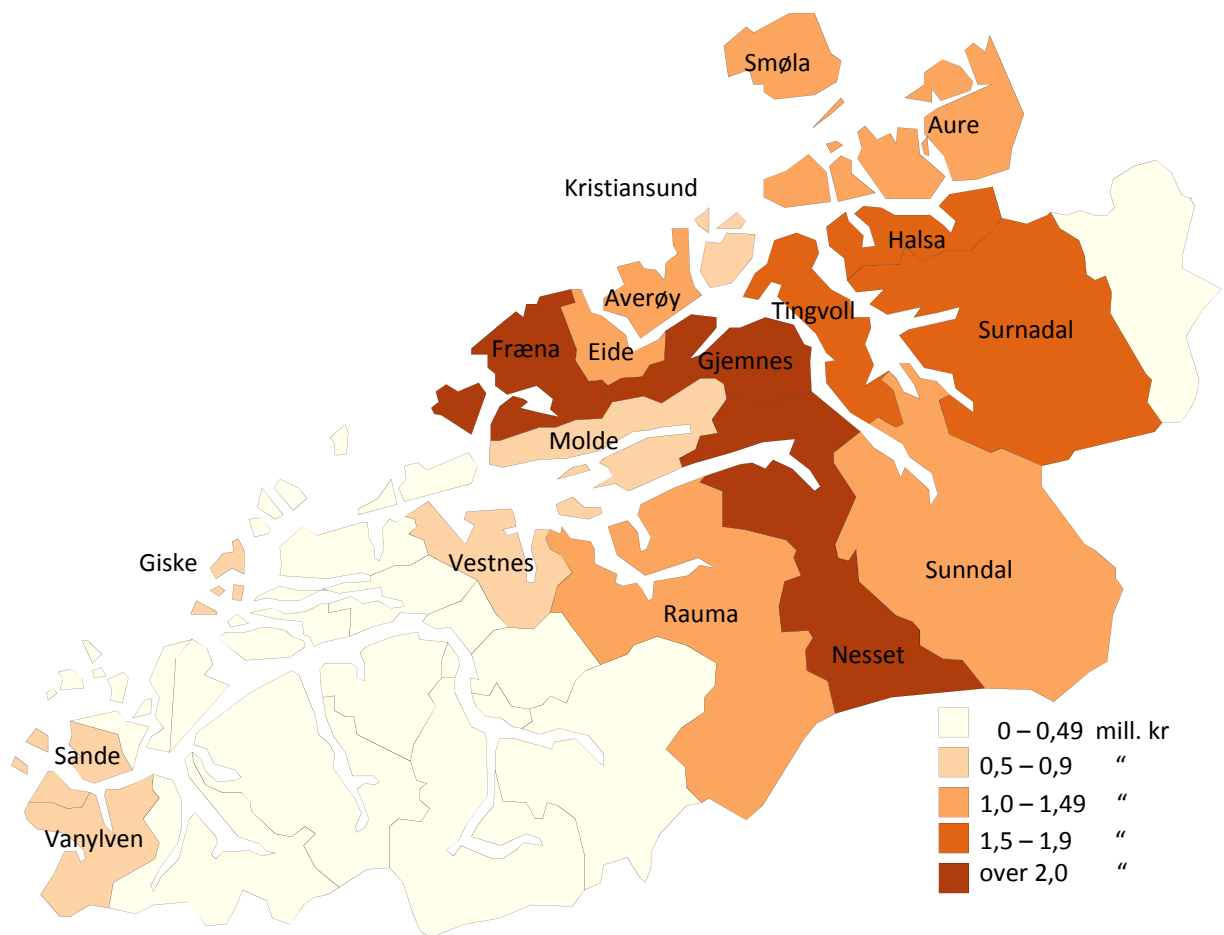 Smøla
Aure
Kristiansund
Halsa
Averøy
Tingvoll
Surnadal
Fræna
Eide
Gjemnes
Molde
Giske
Vestnes
Sunndal
Rauma
Nesset
Sande
Vanylven
0 – 0,49 mill. kr
0,5 – 0,9 “
1,0 – 1,49 “
1,5 – 1,9 “
over 2,0 “